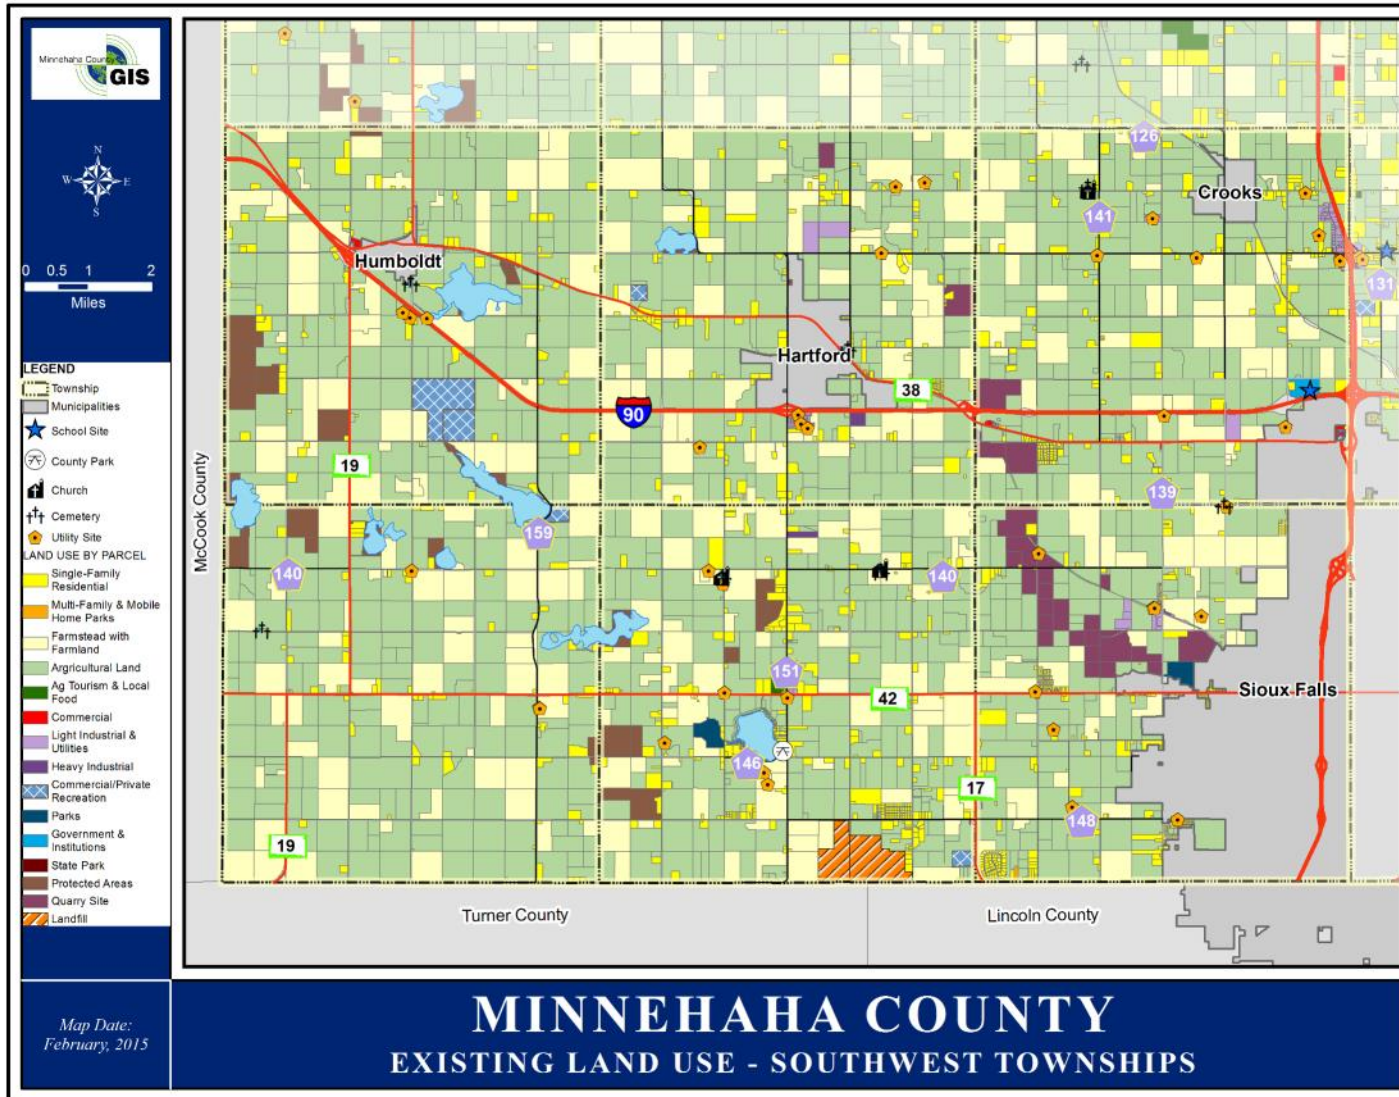 Minnehaha County
GIS
N
W
E
S
0 0.5 1 2
Miles
LEGEND
Township
Municipalities
School Site
County Park
Church
Cemetery
Utility Site
LAND USE BY PARCEL
Single-Family
Residential
Multi-Family & Mobile
Home Parks
Farmstead with
Farmland
Argricultural Land
Ag Tourism & Local
Food
Commercial
Light Industrial &
Utilities
Heavy Industrial
Commercial/Private
Recreation
Parks
Government &
Institutions
State Park
Protected Areas
Quarry Site
Landfill
Map Date:
February, 2015
126
Crooks
141
131
Humboldt
Hartford
38
90
19
139
McCook County
159
140
140
151
42
Sioux Falls
146
17
148
19
Turner County
Lincoln County
MINNEHAHA COUNTY
EXISTING LAND USE - SOUTHWEST TOWNSHIPS